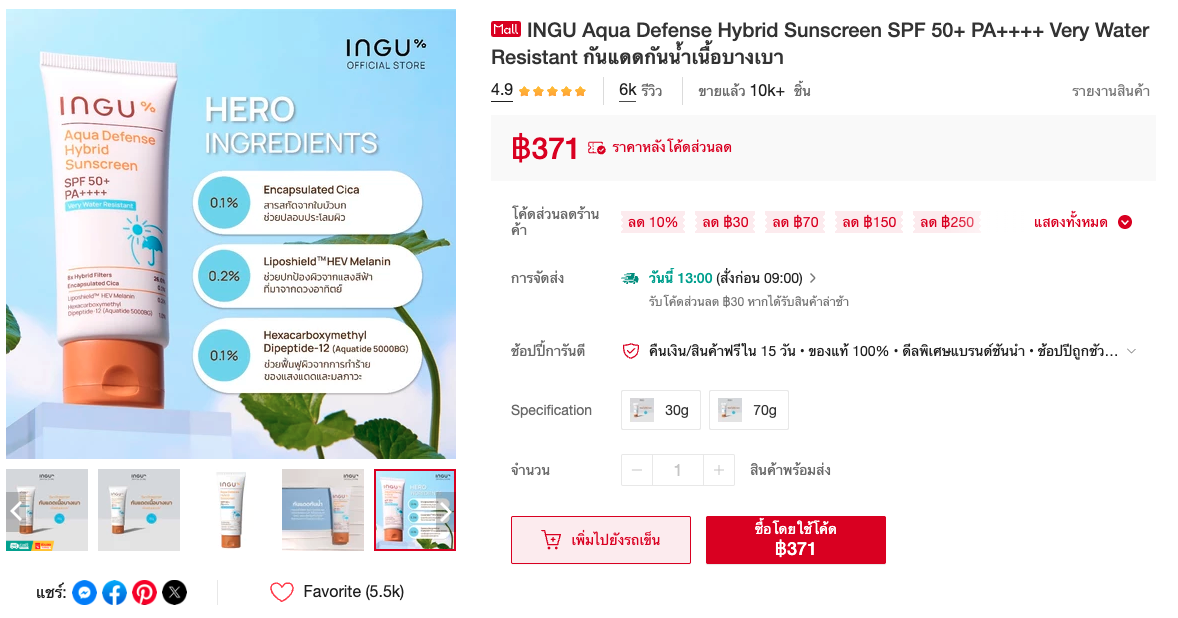 INGU%
OFFICIAL STORE
INGU%
Aqua Defense
Hybrid
Sunscreen
SPF 50+
PA++++
Very Water Resistant
8x Hybrid Filters
Encapsulated Cica
Liposhield™ HEV Melanin
Hexacarboxymethyl
Dipeptide-12 (Aquatide 5000BG)
HERO
INGREDIENTS
0.1%
Encapsulated Cica
สารสกัดจากใบบัวบก
ช่วยปลอบประโลมผิว
0.2%
Liposhield™HEV Melanin
ช่วยปกป้องผิวจากแสงสีฟ้า
ที่มาจากดวงอาทิตย์
0.1%
Hexacarboxymethyl
Dipeptide-12 (Aquatide 5000BG)
ช่วยฟื้นฟูผิวจากการทำร้าย
ของแสงแดดและมลภาวะ
แชร์:
Favorite (5.5k)
Mall INGU Aqua Defense Hybrid Sunscreen SPF 50+ PA++++ Very Water
Resistant กันแดดกันน้ำเนื้อบางเบา
4.9 6k รีวิว ขายแล้ว 10k+ ชิ้น รายงานสินค้า
฿371 ราคาหลังโค้ดส่วนลด
โค้ดส่วนลดร้าน
ค้า
ลด 10% ลด ฿30 ลด ฿70 ลด ฿150 ลด ฿250 แสดงทั้งหมด
การจัดส่ง วันนี้ 13:00 (สั่งก่อน 09:00)
รับโค้ดส่วนลด ฿30 หากได้รับสินค้าล่าช้า
ช้อปปี้การันตี คืนเงิน/สินค้าฟรีใน 15 วัน • ของแท้ 100% • ดีลพิเศษแบรนด์ชั้นนำ • ช้อปปีถูกชัว...
Specification 30g 70g
จำนวน 1 สินค้าพร้อมส่ง
เพิ่มไปยังรถเข็น
ซื้อโดยใช้โค้ด
฿371